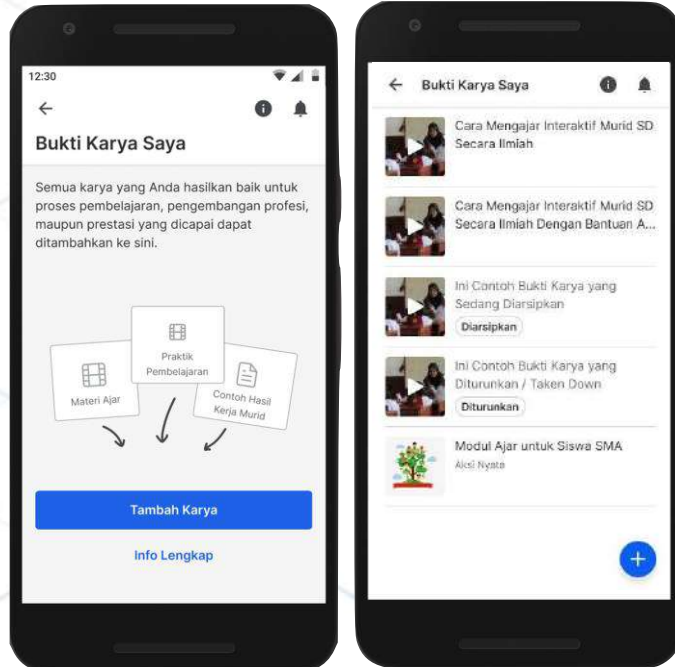 12:30
Bukti Karya Saya
Semua karya yang Anda hasilkan baik untuk
proses pembelajaran, pengembangan profesi,
maupun prestasi yang dicapai dapat
ditambahkan ke sini.
Praktik
Pembelajaran
Materi Ajar
Contoh Hasil
Kerja Murid
Tambah Karya
Info Lengkap
Bukti Karya Saya
Cara Mengajar Interaktif Murid SD
Secara Ilmiah
Cara Mengajar Interaktif Murid SD
Secara Ilmiah Dengan Bantuan A...
Ini Contoh Bukti Karya yang
Sedang Diarsipkan
Diarsipkan
Ini Contoh Bukti Karya yang
Diturunkan / Taken Down
Diturunkan
Modul Ajar untuk Siswa SMA
Aksi Nyata